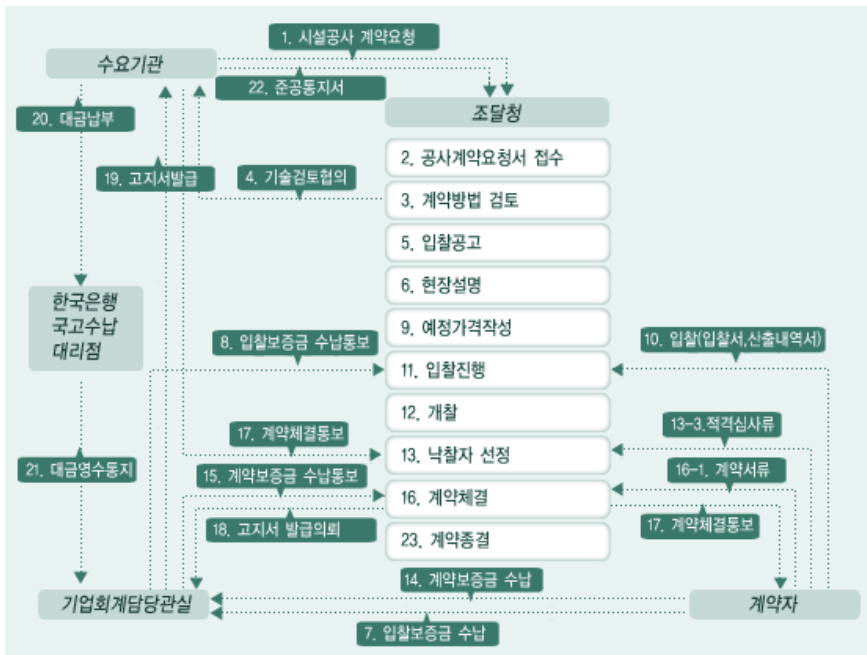 1. 시설공사 계약요청
수요기관
22. 준공통지서
20. 대금납부
조달청
2. 공사계약요청서 접수
19. 고지서발급
4. 기술검토협의
3. 계약방법 검토
5. 입찰공고
6. 현장설명
한국은행
국고수납
대리점
9. 예정가격작성
8. 입찰보증금 수납통보
10. 입찰(입찰서,산출내역서)
11. 입찰진행
12. 개찰
13-3.적격심사류
17. 계약체결통보
13. 낙찰자 선정
21. 대금영수통지
15. 계약보증금 수납통보
16-1. 계약서류
16. 계약체결
18. 고지서 발급의뢰
17. 계약체결통보
23. 계약종결
14. 계약보증금 수납
기업회계담당관실
계약자
7. 입찰보증금 수납